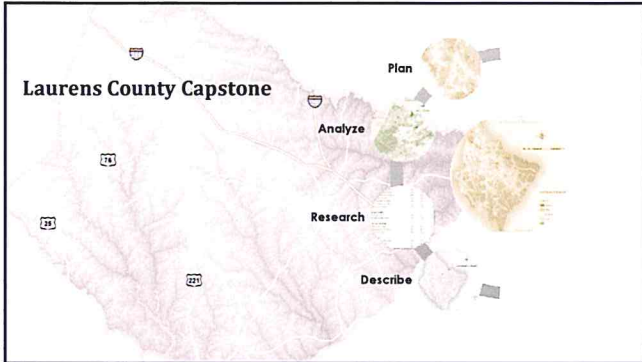 Plan
Laurens County Capstone
Analyze
76
Research
25
221
Describe